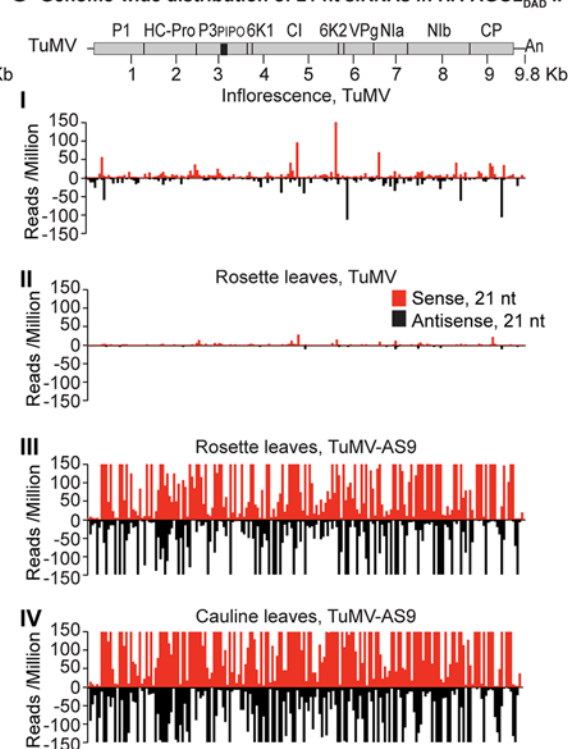 TuMV P1 HC-Pro P3PIPO 6K1 CI 6K2 VPg NIa NIb CP An
Kb 1 2 3 4 5 6 7 8 9 9.8 Kb
I Inflorescence, TuMV
Reads /Million
150
100
50
0
-50
-100
-150
II Rosette leaves, TuMV
Reads /Million
150
100
50
0
-50
-100
-150
Sense, 21 nt
Antisense, 21 nt
III Rosette leaves, TuMV-AS9
Reads /Million
150
100
50
0
-50
-100
-150
IV Cauline leaves, TuMV-AS9
Reads /Million
150
100
50
0
-50
-100
-150